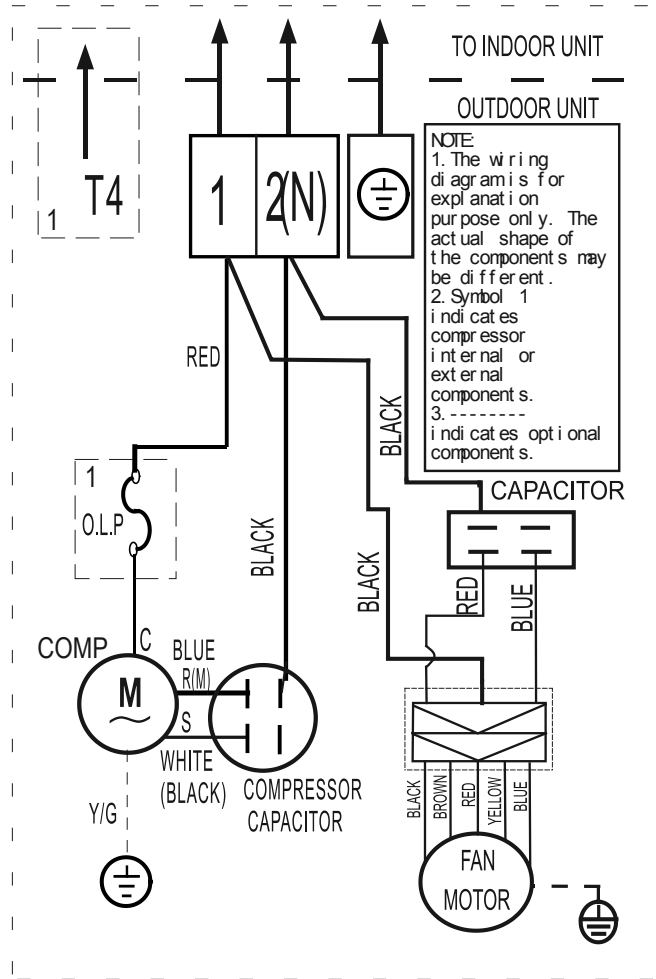 TO INDOOR UNIT
OUTDOOR UNIT
T4
1
1
2(N)
NOTE:
1. The wiring
diagram is for
explanation
purpose only. The
actual shape of
the components may
be different.
2. Symbol 1
indicates
compressor
internal or
external
components.
3. --------
indicates optional
components.
RED
BLACK
BLACK
BLACK
1
O.L.P
CAPACITOR
RED
BLUE
COMP
C
BLUE
R(M)
M
S
WHITE
(BLACK)
COMPRESSOR
CAPACITOR
Y/G
BLACK
BROWN
RED
YELLOW
BLUE
FAN
MOTOR